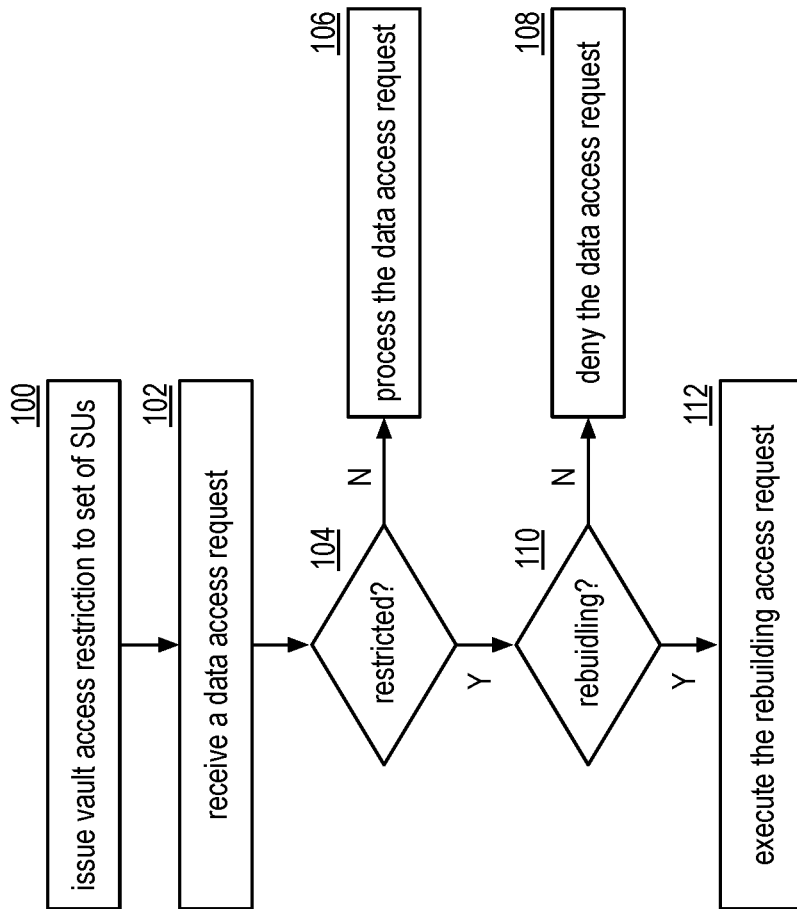 100
issue vault access restriction to set of SUs
102
receive a data access request
104
restricted?
N
106
process the data access request
Y
110
rebuidling?
N
108
deny the data access request
Y
112
execute the rebuilding access request